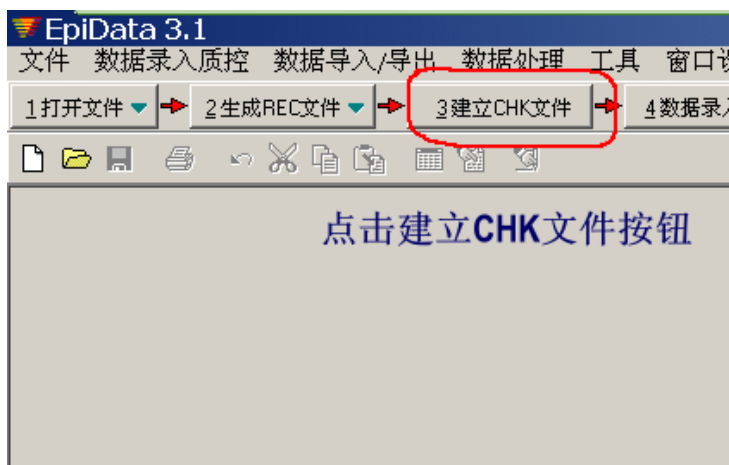 EpiData 3.1
文件 数据录入质控 数据导入/导出 数据处理 工具 窗口设
1打开文件 2生成REC文件 3建立CHK文件 4数据录入
点击建立CHK文件按钮